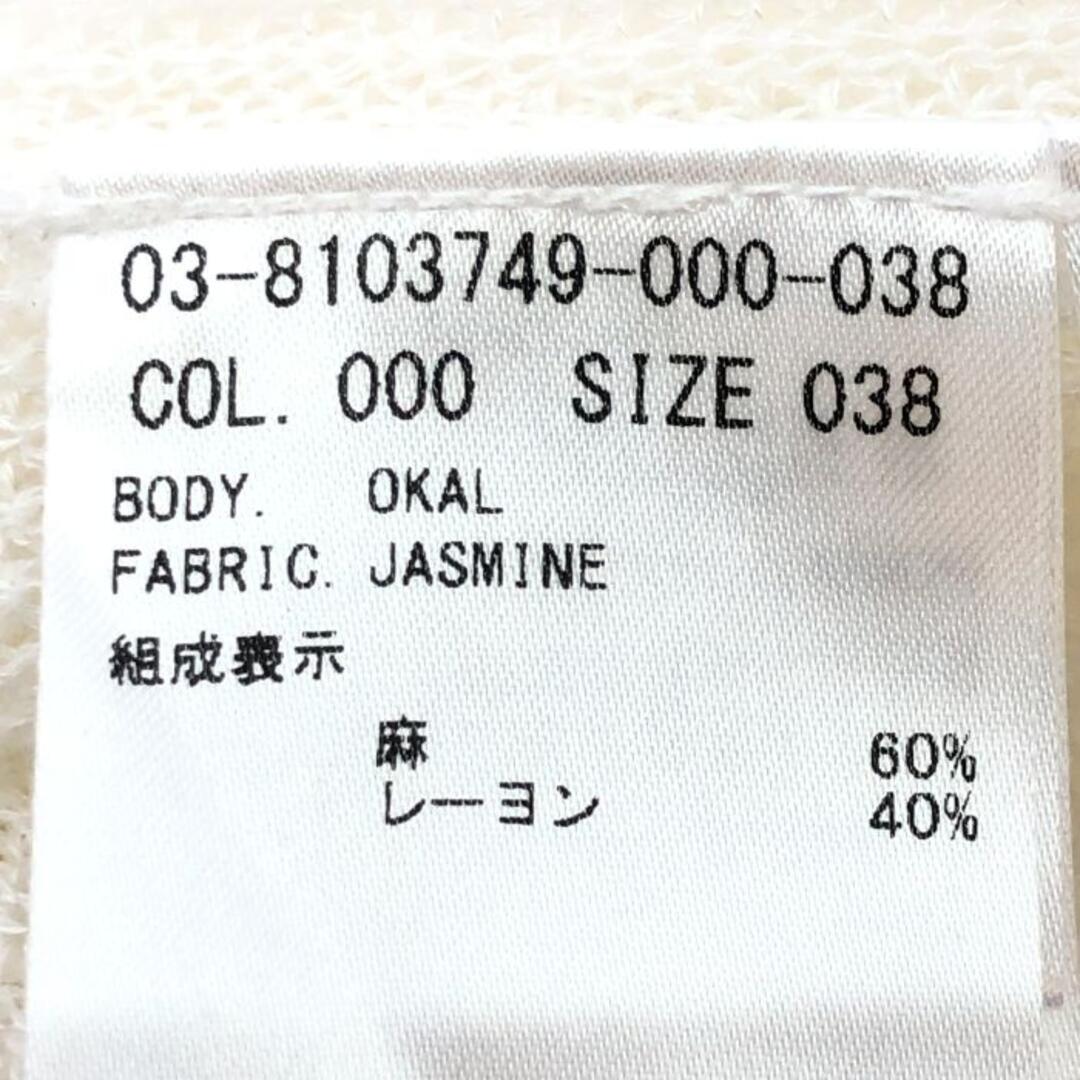 03-8103749-000-038
COL. 000 SIZE 038
BODY. OKAL
FABRIC. JASMINE
組成表示
麻 60%
レーヨン 40%